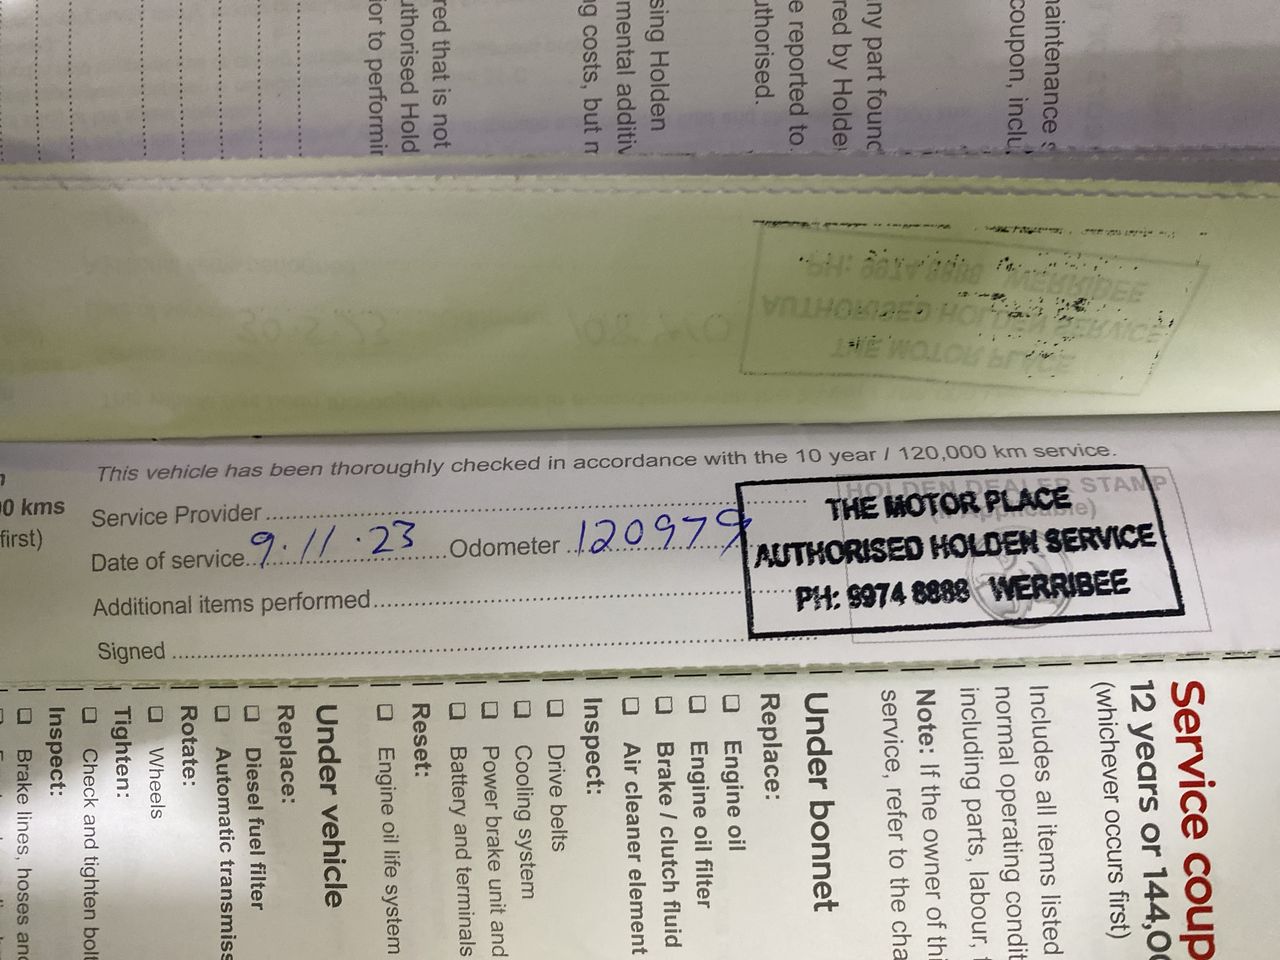 This vehicle has been thoroughly checked in accordance with the 10 year / 120,000 km service.
Service Provider
Date of service 9.11.23 Odometer 120979
Additional items performed
Signed
HOLDEN DEALER STAMP
THE MOTOR PLACE
AUTHORISED HOLDEN SERVICE
PH: 9974 8888 WERRIBEE
0 kms
first)
Service coup
12 years or 144,00
(whichever occurs first)
Includes all items listed
normal operating condit
including parts, labour,
Note: If the owner of thi
service, refer to the cha
Under bonnet
Replace:
Engine oil
Engine oil filter
Brake / clutch fluid
Air cleaner element
Inspect:
Drive belts
Cooling system
Power brake unit and
Battery and terminals
Reset:
Engine oil life system
Under vehicle
Replace:
Diesel fuel filter
Automatic transmiss
Rotate:
Wheels
Tighten:
Check and tighten bolt
Inspect:
Brake lines, hoses and
maintenance s
coupon, inclu
ny part found
red by Holde
e reported to
uthorised.
sing Holden
mental additiv
g costs, but n
red that is not
uthorised Hold
ior to performin
THE MOTOR PLACE
AUTHORISED HOLDEN SERVICE
PH: 9974 8888 WERRIBEE